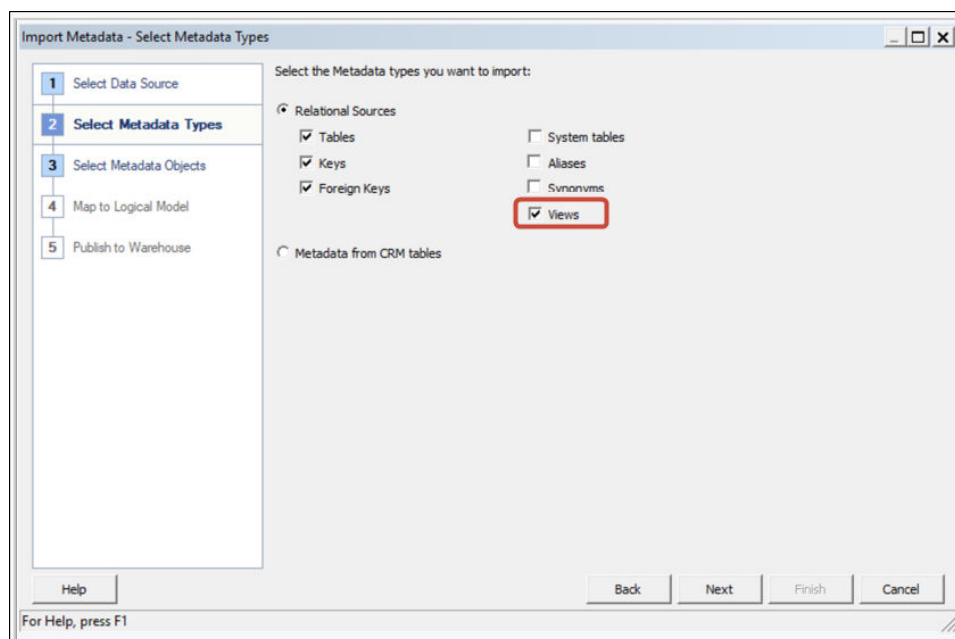 Import Metadata - Select Metadata Types
1 Select Data Source
2 Select Metadata Types
3 Select Metadata Objects
4 Map to Logical Model
5 Publish to Warehouse
Select the Metadata types you want to import:
Relational Sources
Tables
System tables
Keys
Aliases
Foreign Keys
Synonyms
Views
Metadata from CRM tables
Help
Back
Next
Finish
Cancel
For Help, press F1